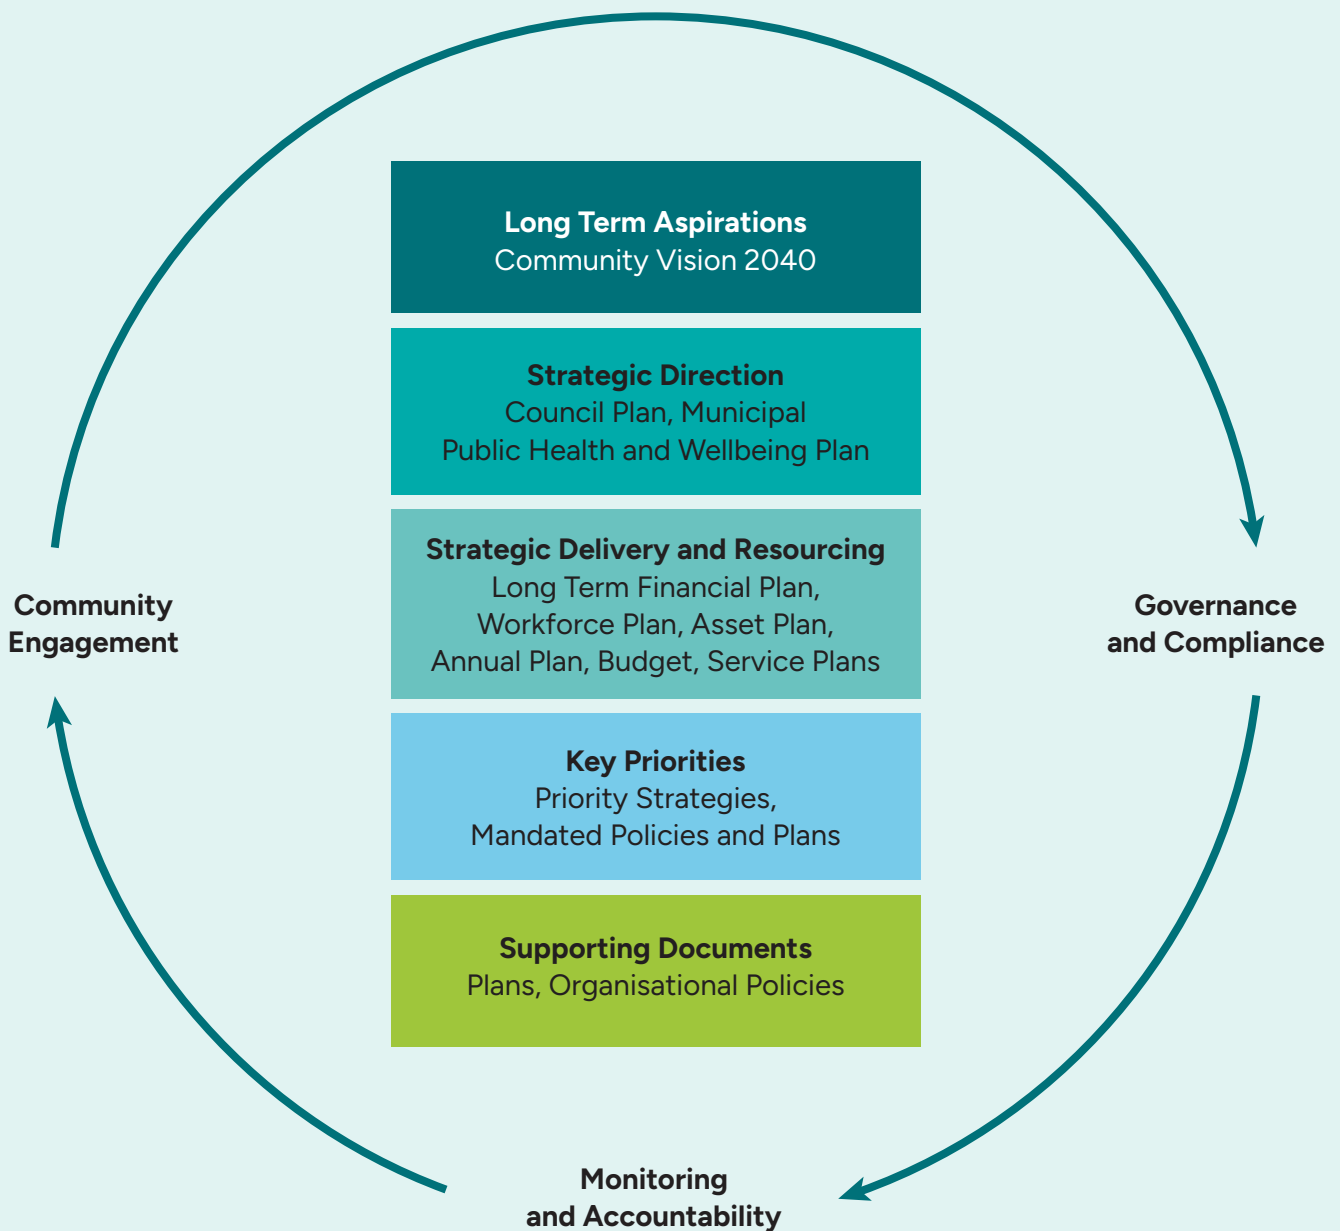 Long Term Aspirations
Community Vision 2040
Strategic Direction
Council Plan, Municipal
Public Health and Wellbeing Plan
Strategic Delivery and Resourcing
Long Term Financial Plan,
Workforce Plan, Asset Plan,
Annual Plan, Budget, Service Plans
Community
Engagement
Governance
and Compliance
Key Priorities
Priority Strategies,
Mandated Policies and Plans
Supporting Documents
Plans, Organisational Policies
Monitoring
and Accountability